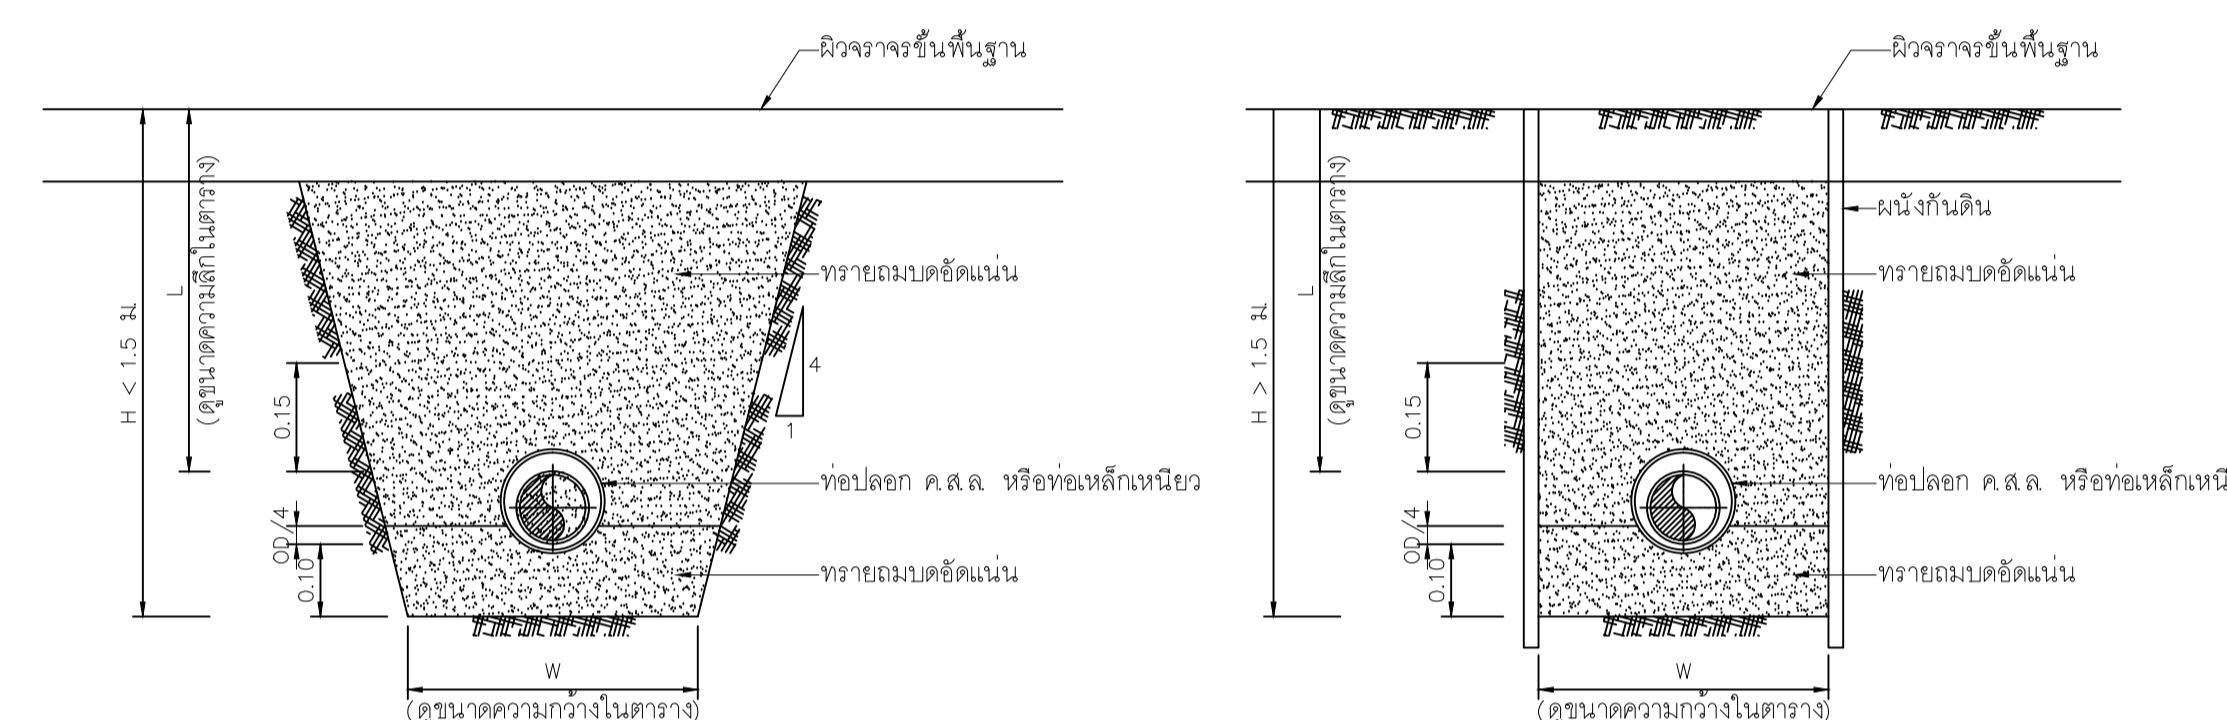 ผิวจราจรชั้นพื้นฐาน
H < 1.5 ม.
L
(ดูขนาดความลึกในตาราง)
ทรายถมบดอัดแน่น
4
1
0.15
ท่อปลอก ค.ส.ล. หรือท่อเหล็กเหนียว
OD/4
0.10
ทรายถมบดอัดแน่น
W
(ดูขนาดความกว้างในตาราง)
ผิวจราจรชั้นพื้นฐาน
H > 1.5 ม.
L
(ดูขนาดความลึกในตาราง)
ผนังกันดิน
ทรายถมบดอัดแน่น
0.15
ท่อปลอก ค.ส.ล. หรือท่อเหล็กเหนี
OD/4
0.10
ทรายถมบดอัดแน่น
W
(ดูขนาดความกว้างในตาราง)